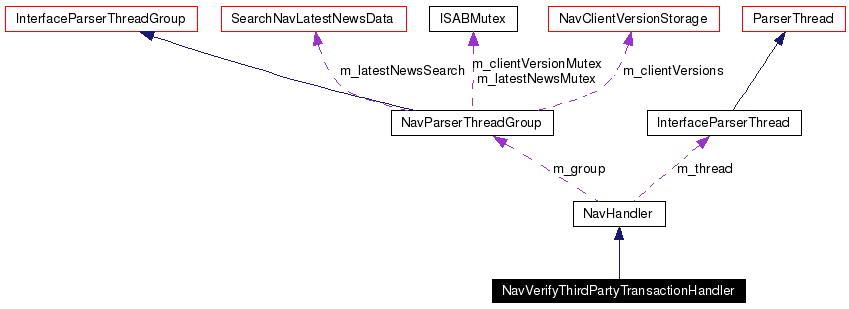 InterfaceParserThreadGroup
SearchNavLatestNewsData
ISABMutex
NavClientVersionStorage
ParserThread
m_latestNewsSearch
m_clientVersionMutex
m_latestNewsMutex
m_clientVersions
NavParserThreadGroup
InterfaceParserThread
m_group
m_thread
NavHandler
NavVerifyThirdPartyTransactionHandler